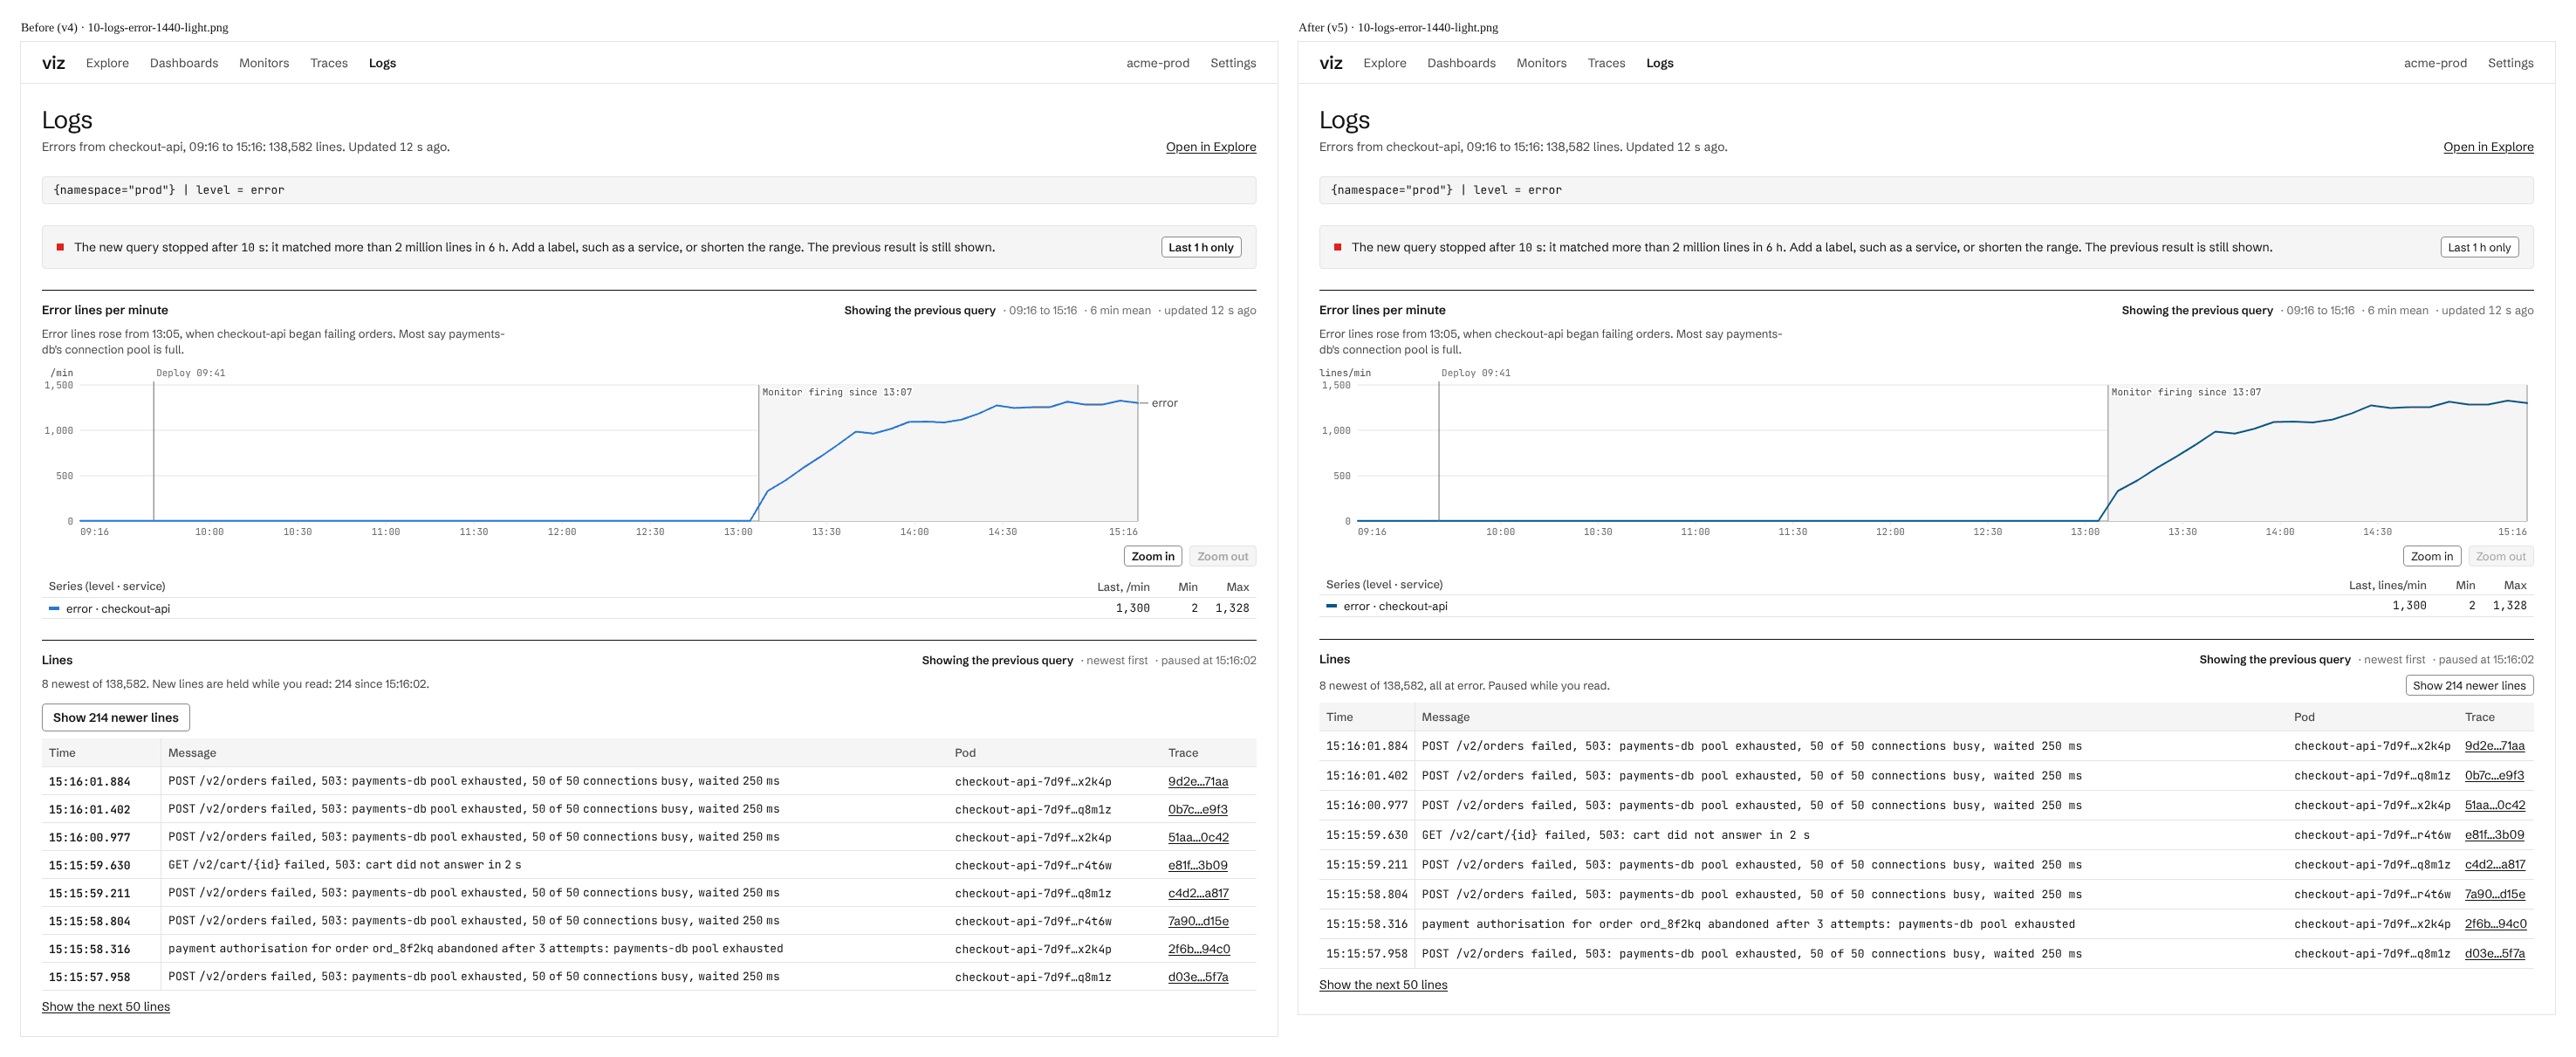 Before (v4) · 10-logs-error-1440-light.png
viz Explore Dashboards Monitors Traces Logs acme-prod Settings
Logs
Errors from checkout-api, 09:16 to 15:16: 138,582 lines. Updated 12 s ago. Open in Explore
{namespace="prod"} | level = error
The new query stopped after 10 s: it matched more than 2 million lines in 6 h. Add a label, such as a service, or shorten the range. The previous result is still shown. Last 1 h only
Error lines per minute Showing the previous query · 09:16 to 15:16 · 6 min mean · updated 12 s ago
Error lines rose from 13:05, when checkout-api began failing orders. Most say payments-
db's connection pool is full.
/min Deploy 09:41
1,500 Monitor firing since 13:07
error
1,000
500
0
09:16 10:00 10:30 11:00 11:30 12:00 12:30 13:00 13:30 14:00 14:30 15:16
Zoom in Zoom out
Series (level · service) Last, /min Min Max
error · checkout-api 1,300 2 1,328
Lines Showing the previous query · newest first · paused at 15:16:02
8 newest of 138,582. New lines are held while you read: 214 since 15:16:02.
Show 214 newer lines
Time Message Pod Trace
15:16:01.884 POST /v2/orders failed, 503: payments-db pool exhausted, 50 of 50 connections busy, waited 250 ms checkout-api-7d9f…x2k4p 9d2e…71aa
15:16:01.402 POST /v2/orders failed, 503: payments-db pool exhausted, 50 of 50 connections busy, waited 250 ms checkout-api-7d9f…q8m1z 0b7c…e9f3
15:16:00.977 POST /v2/orders failed, 503: payments-db pool exhausted, 50 of 50 connections busy, waited 250 ms checkout-api-7d9f…x2k4p 51aa…0c42
15:15:59.630 GET /v2/cart/{id} failed, 503: cart did not answer in 2 s checkout-api-7d9f…r4t6w e81f…3b09
15:15:59.211 POST /v2/orders failed, 503: payments-db pool exhausted, 50 of 50 connections busy, waited 250 ms checkout-api-7d9f…q8m1z c4d2…a817
15:15:58.804 POST /v2/orders failed, 503: payments-db pool exhausted, 50 of 50 connections busy, waited 250 ms checkout-api-7d9f…r4t6w 7a90…d15e
15:15:58.316 payment authorisation for order ord_8f2kq abandoned after 3 attempts: payments-db pool exhausted checkout-api-7d9f…x2k4p 2f6b…94c0
15:15:57.958 POST /v2/orders failed, 503: payments-db pool exhausted, 50 of 50 connections busy, waited 250 ms checkout-api-7d9f…q8m1z d03e…5f7a
Show the next 50 lines
After (v5) · 10-logs-error-1440-light.png
viz Explore Dashboards Monitors Traces Logs acme-prod Settings
Logs
Errors from checkout-api, 09:16 to 15:16: 138,582 lines. Updated 12 s ago. Open in Explore
{namespace="prod"} | level = error
The new query stopped after 10 s: it matched more than 2 million lines in 6 h. Add a label, such as a service, or shorten the range. The previous result is still shown. Last 1 h only
Error lines per minute Showing the previous query · 09:16 to 15:16 · 6 min mean · updated 12 s ago
Error lines rose from 13:05, when checkout-api began failing orders. Most say payments-
db's connection pool is full.
lines/min Deploy 09:41
1,500 Monitor firing since 13:07
1,000
500
0
09:16 10:00 10:30 11:00 11:30 12:00 12:30 13:00 13:30 14:00 14:30 15:16
Zoom in Zoom out
Series (level · service) Last, lines/min Min Max
error · checkout-api 1,300 2 1,328
Lines Showing the previous query · newest first · paused at 15:16:02
8 newest of 138,582, all at error. Paused while you read. Show 214 newer lines
Time Message Pod Trace
15:16:01.884 POST /v2/orders failed, 503: payments-db pool exhausted, 50 of 50 connections busy, waited 250 ms checkout-api-7d9f…x2k4p 9d2e…71aa
15:16:01.402 POST /v2/orders failed, 503: payments-db pool exhausted, 50 of 50 connections busy, waited 250 ms checkout-api-7d9f…q8m1z 0b7c…e9f3
15:16:00.977 POST /v2/orders failed, 503: payments-db pool exhausted, 50 of 50 connections busy, waited 250 ms checkout-api-7d9f…x2k4p 51aa…0c42
15:15:59.630 GET /v2/cart/{id} failed, 503: cart did not answer in 2 s checkout-api-7d9f…r4t6w e81f…3b09
15:15:59.211 POST /v2/orders failed, 503: payments-db pool exhausted, 50 of 50 connections busy, waited 250 ms checkout-api-7d9f…q8m1z c4d2…a817
15:15:58.804 POST /v2/orders failed, 503: payments-db pool exhausted, 50 of 50 connections busy, waited 250 ms checkout-api-7d9f…r4t6w 7a90…d15e
15:15:58.316 payment authorisation for order ord_8f2kq abandoned after 3 attempts: payments-db pool exhausted checkout-api-7d9f…x2k4p 2f6b…94c0
15:15:57.958 POST /v2/orders failed, 503: payments-db pool exhausted, 50 of 50 connections busy, waited 250 ms checkout-api-7d9f…q8m1z d03e…5f7a
Show the next 50 lines